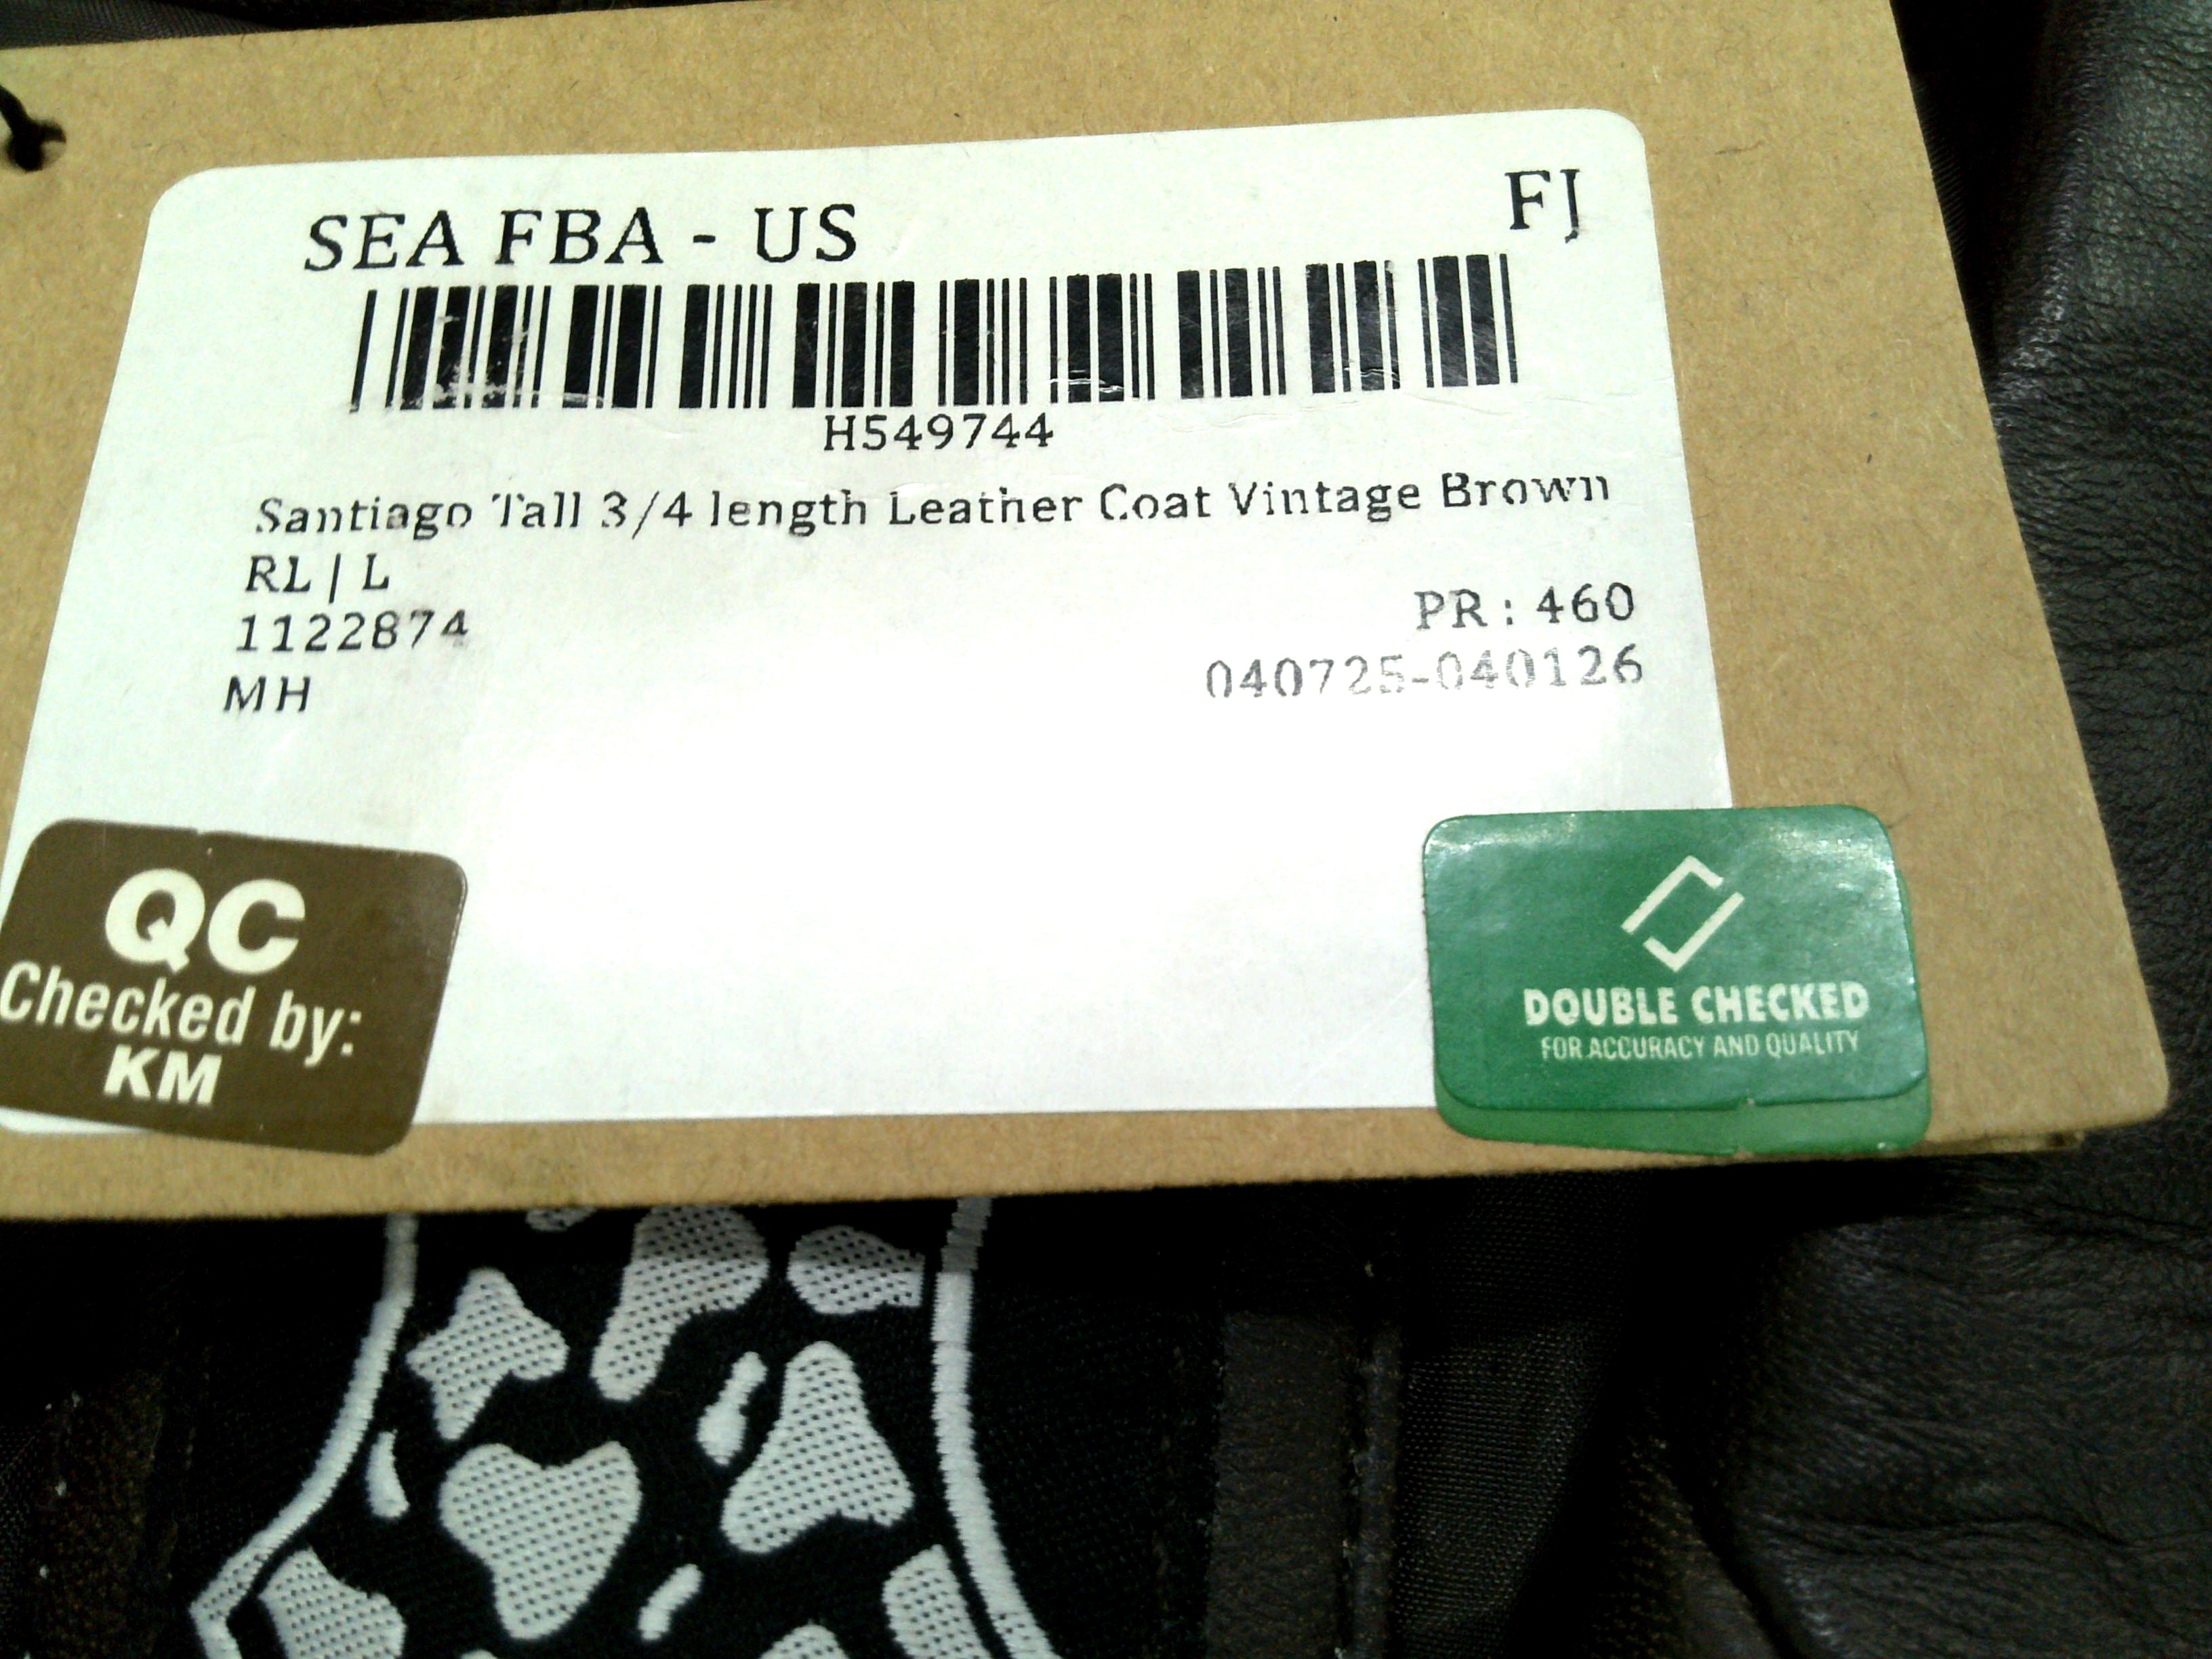 SEA FBA - US
FJ
H549744
Santiago Tall 3/4 length Leather Coat Vintage Brown
RL | L
1122874
PR : 460
MH
040725-040126
QC
Checked by:
KM
DOUBLE CHECKED
FOR ACCURACY AND QUALITY